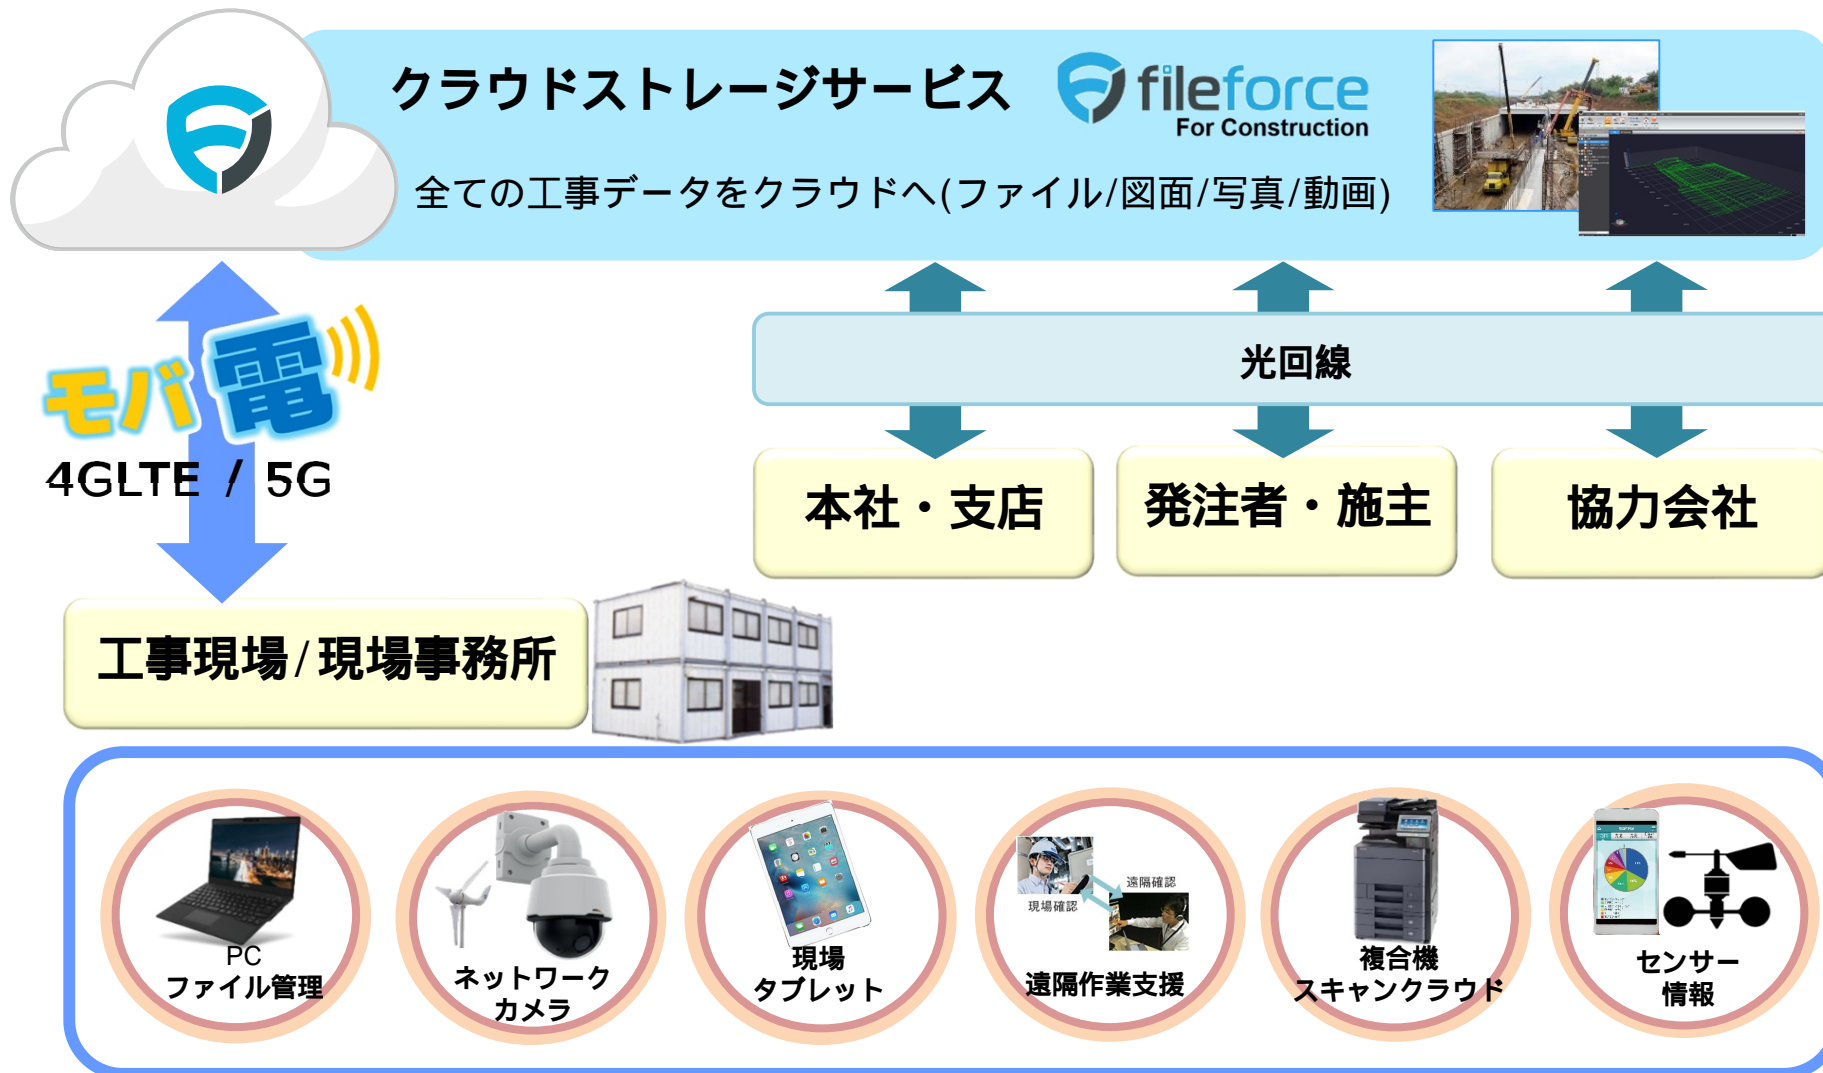 クラウドストレージサービス
fileforce
For Construction
全ての工事データをクラウドへ(ファイル/図面/写真/動画)
モバ電
4GLTE / 5G
光回線
本社・支店
発注者・施主
協力会社
工事現場/現場事務所
PC
ファイル管理
ネットワーク
カメラ
現場
タブレット
遠隔確認
現場確認
遠隔作業支援
複合機
スキャンクラウド
センサー
情報